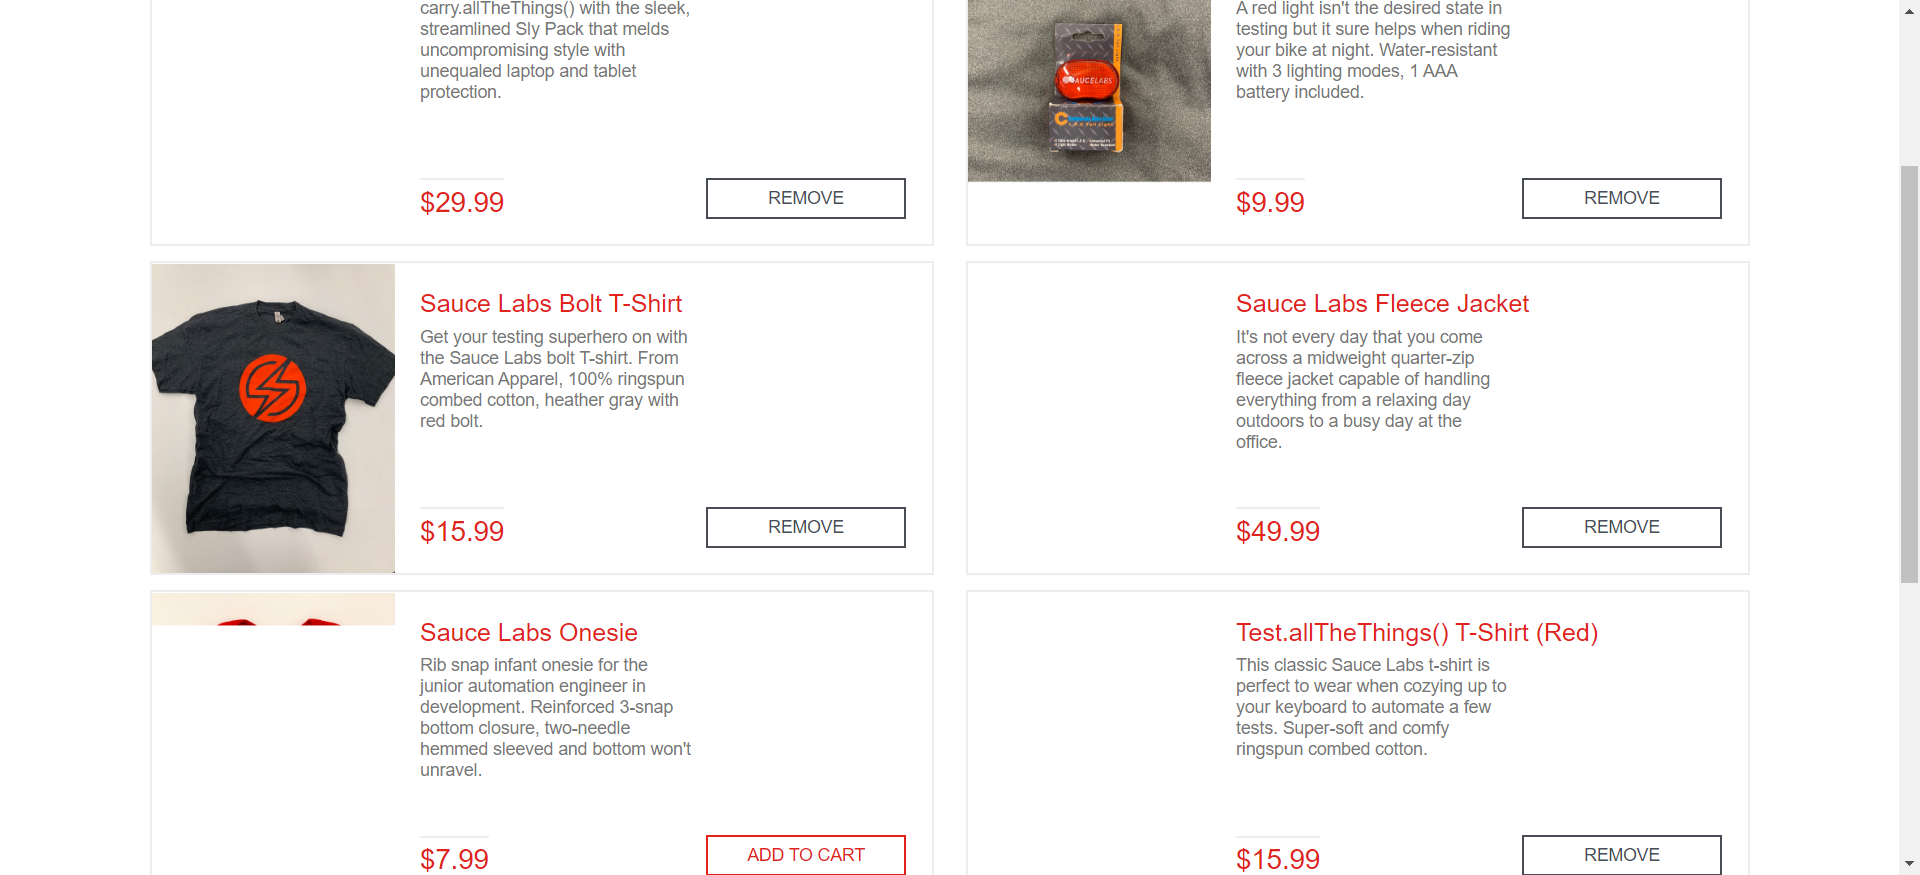 carry.allTheThings() with the sleek,
streamlined Sly Pack that melds
uncompromising style with
unequaled laptop and tablet
protection.
$29.99
REMOVE
SAUCELABS
A red light isn't the desired state in
testing but it sure helps when riding
your bike at night. Water-resistant
with 3 lighting modes, 1 AAA
battery included.
$9.99
REMOVE
Sauce Labs Bolt T-Shirt
Get your testing superhero on with
the Sauce Labs bolt T-shirt. From
American Apparel, 100% ringspun
combed cotton, heather gray with
red bolt.
$15.99
REMOVE
Sauce Labs Fleece Jacket
It's not every day that you come
across a midweight quarter-zip
fleece jacket capable of handling
everything from a relaxing day
outdoors to a busy day at the
office.
$49.99
REMOVE
Sauce Labs Onesie
Rib snap infant onesie for the
junior automation engineer in
development. Reinforced 3-snap
bottom closure, two-needle
hemmed sleeved and bottom won't
unravel.
$7.99
ADD TO CART
Test.allTheThings() T-Shirt (Red)
This classic Sauce Labs t-shirt is
perfect to wear when cozying up to
your keyboard to automate a few
tests. Super-soft and comfy
ringspun combed cotton.
$15.99
REMOVE